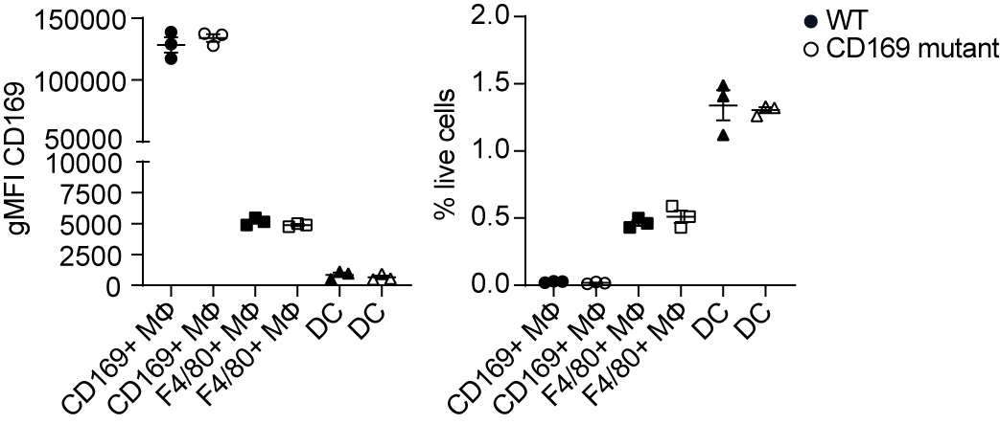 gMFI CD169
150000
100000
50000
10000
7500
5000
2500
0
CD169+ MΦ
CD169+ MΦ
F4/80+ MΦ
F4/80+ MΦ
DC
DC
% live cells
2.0
1.5
1.0
0.5
0.0
CD169+ MΦ
CD169+ MΦ
F4/80+ MΦ
F4/80+ MΦ
DC
DC
WT
CD169 mutant